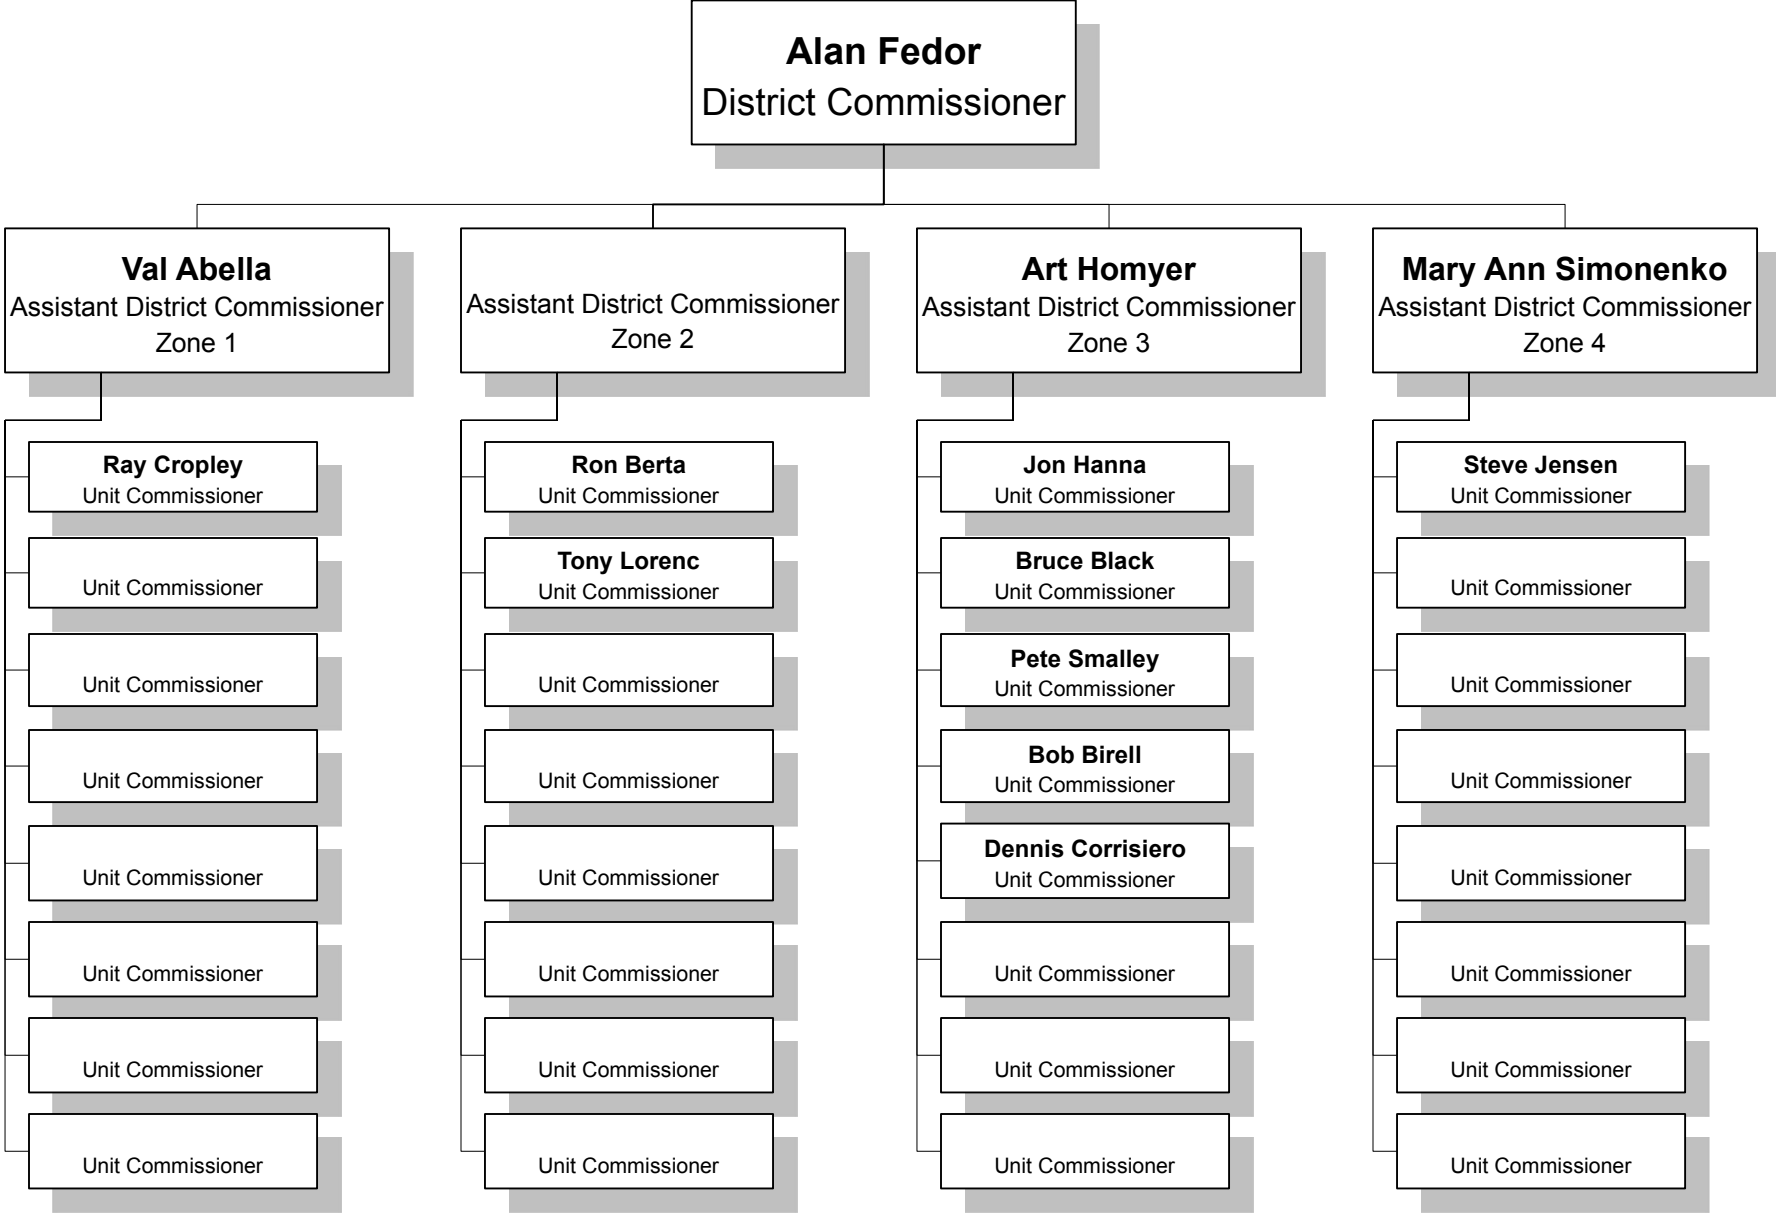 Alan Fedor
District Commissioner
Val Abella
Assistant District Commissioner
Zone 1
Assistant District Commissioner
Zone 2
Art Homyer
Assistant District Commissioner
Zone 3
Mary Ann Simonenko
Assistant District Commissioner
Zone 4
Ray Cropley
Unit Commissioner
Unit Commissioner
Unit Commissioner
Unit Commissioner
Unit Commissioner
Unit Commissioner
Unit Commissioner
Unit Commissioner
Ron Berta
Unit Commissioner
Tony Lorenc
Unit Commissioner
Unit Commissioner
Unit Commissioner
Unit Commissioner
Unit Commissioner
Unit Commissioner
Unit Commissioner
Jon Hanna
Unit Commissioner
Bruce Black
Unit Commissioner
Pete Smalley
Unit Commissioner
Bob Birell
Unit Commissioner
Dennis Corrisiero
Unit Commissioner
Unit Commissioner
Unit Commissioner
Unit Commissioner
Steve Jensen
Unit Commissioner
Unit Commissioner
Unit Commissioner
Unit Commissioner
Unit Commissioner
Unit Commissioner
Unit Commissioner
Unit Commissioner